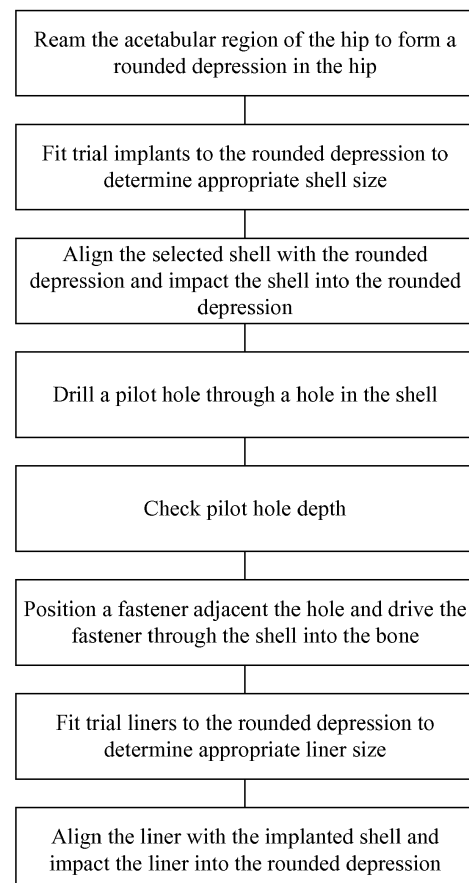 Ream the acetabular region of the hip to form a
rounded depression in the hip
Fit trial implants to the rounded depression to
determine appropriate shell size
Align the selected shell with the rounded
depression and impact the shell into the rounded
depression
Drill a pilot hole through a hole in the shell
Check pilot hole depth
Position a fastener adjacent the hole and drive the
fastener through the shell into the bone
Fit trial liners to the rounded depression to
determine appropriate liner size
Align the liner with the implanted shell and
impact the liner into the rounded depression